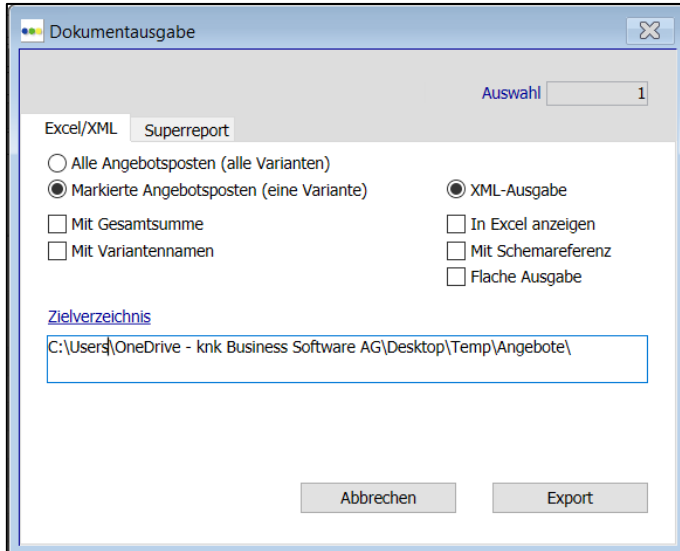 Dokumentausgabe
Auswahl 1
Excel/XML Superreport
Alle Angebotsposten (alle Varianten)
Markierte Angebotsposten (eine Variante) XML-Ausgabe
Mit Gesamtsumme In Excel anzeigen
Mit Variantennamen Mit Schemareferenz
Flache Ausgabe
Zielverzeichnis
C:\Users\OneDrive - knk Business Software AG\Desktop\Temp\Angebote\
Abbrechen Export